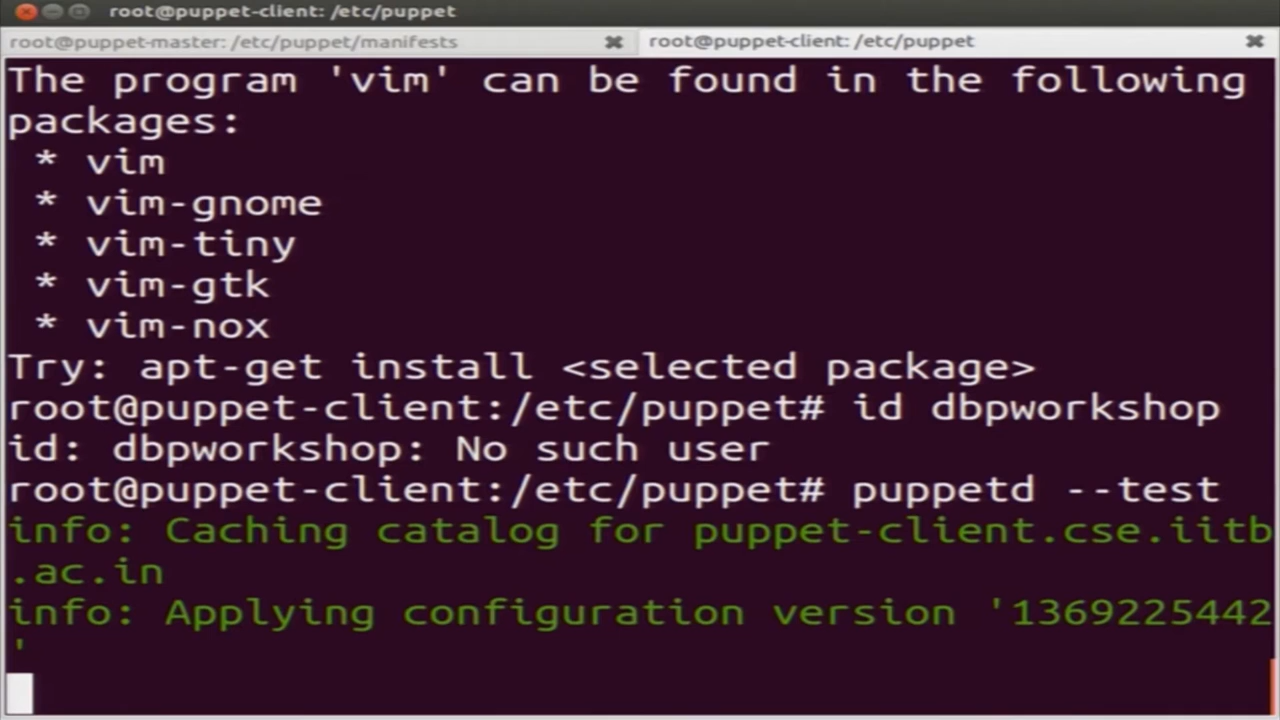 root@puppet-client: /etc/puppet
root@puppet-master: /etc/puppet/manifests
root@puppet-client: /etc/puppet
The program 'vim' can be found in the following
packages:
* vim
* vim-gnome
* vim-tiny
* vim-gtk
* vim-nox
Try: apt-get install <selected package>
root@puppet-client:/etc/puppet# id dbpworkshop
id: dbpworkshop: No such user
root@puppet-client:/etc/puppet# puppetd --test
info: Caching catalog for puppet-client.cse.iitb
.ac.in
info: Applying configuration version '1369225442
'